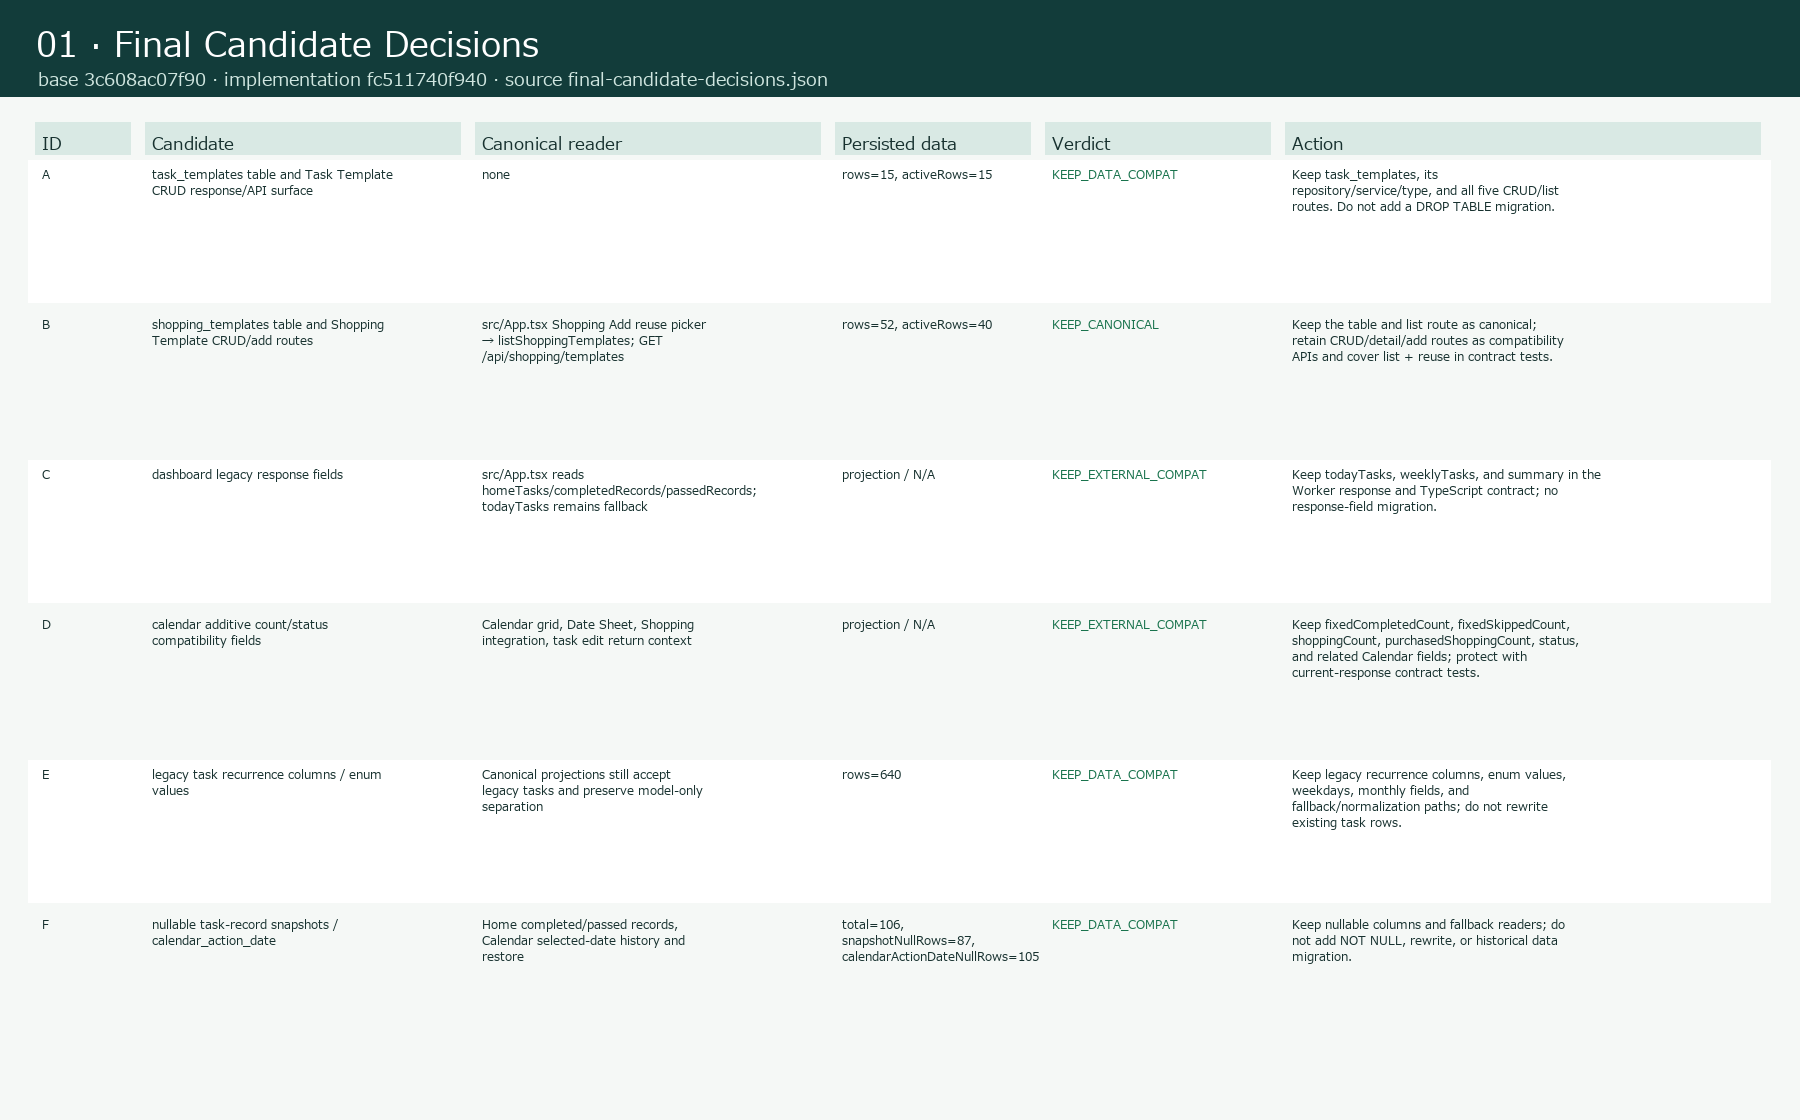 01 · Final Candidate Decisions
base 3c608ac07f90 · implementation fc511740f940 · source final-candidate-decisions.json
ID
Candidate
Canonical reader
Persisted data
Verdict
Action
A
task_templates table and Task Template
CRUD response/API surface
none
rows=15, activeRows=15
KEEP_DATA_COMPAT
Keep task_templates, its
repository/service/type, and all five CRUD/list
routes. Do not add a DROP TABLE migration.
B
shopping_templates table and Shopping
Template CRUD/add routes
src/App.tsx Shopping Add reuse picker
→ listShoppingTemplates; GET
/api/shopping/templates
rows=52, activeRows=40
KEEP_CANONICAL
Keep the table and list route as canonical;
retain CRUD/detail/add routes as compatibility
APIs and cover list + reuse in contract tests.
C
dashboard legacy response fields
src/App.tsx reads
homeTasks/completedRecords/passedRecords;
todayTasks remains fallback
projection / N/A
KEEP_EXTERNAL_COMPAT
Keep todayTasks, weeklyTasks, and summary in the
Worker response and TypeScript contract; no
response-field migration.
D
calendar additive count/status
compatibility fields
Calendar grid, Date Sheet, Shopping
integration, task edit return context
projection / N/A
KEEP_EXTERNAL_COMPAT
Keep fixedCompletedCount, fixedSkippedCount,
shoppingCount, purchasedShoppingCount, status,
and related Calendar fields; protect with
current-response contract tests.
E
legacy task recurrence columns / enum
values
Canonical projections still accept
legacy tasks and preserve model-only
separation
rows=640
KEEP_DATA_COMPAT
Keep legacy recurrence columns, enum values,
weekdays, monthly fields, and
fallback/normalization paths; do not rewrite
existing task rows.
F
nullable task-record snapshots /
calendar_action_date
Home completed/passed records,
Calendar selected-date history and
restore
total=106,
snapshotNullRows=87,
calendarActionDateNullRows=105
KEEP_DATA_COMPAT
Keep nullable columns and fallback readers; do
not add NOT NULL, rewrite, or historical data
migration.